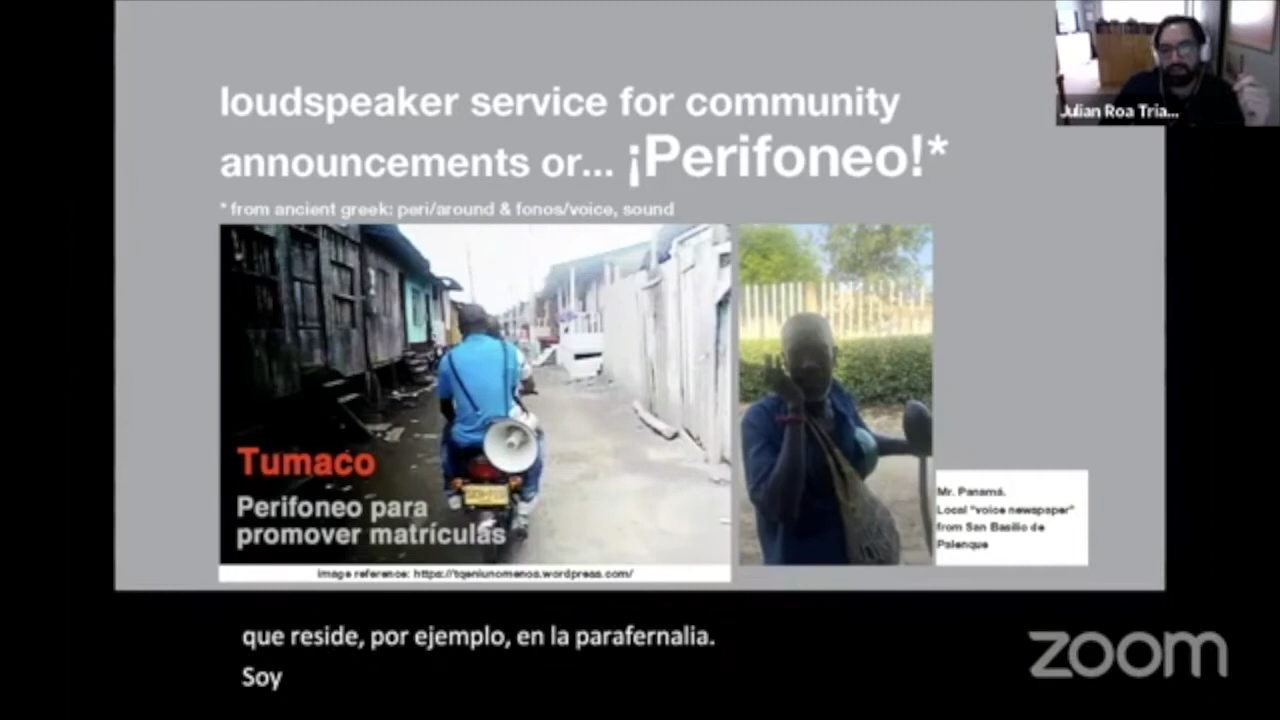 loudspeaker service for community
announcements or... ¡Perifoneo!*
* from ancient greek: peri/around & fonos/voice, sound
Tumaco
Perifoneo para
promover matrículas
image reference: https://tqeniunomenos.wordpress.com/
Mr. Panamá.
Local "voice newspaper"
from San Basilio de
Palenque
Julian Roa Tria...
que reside, por ejemplo, en la parafernalia.
Soy
zoom